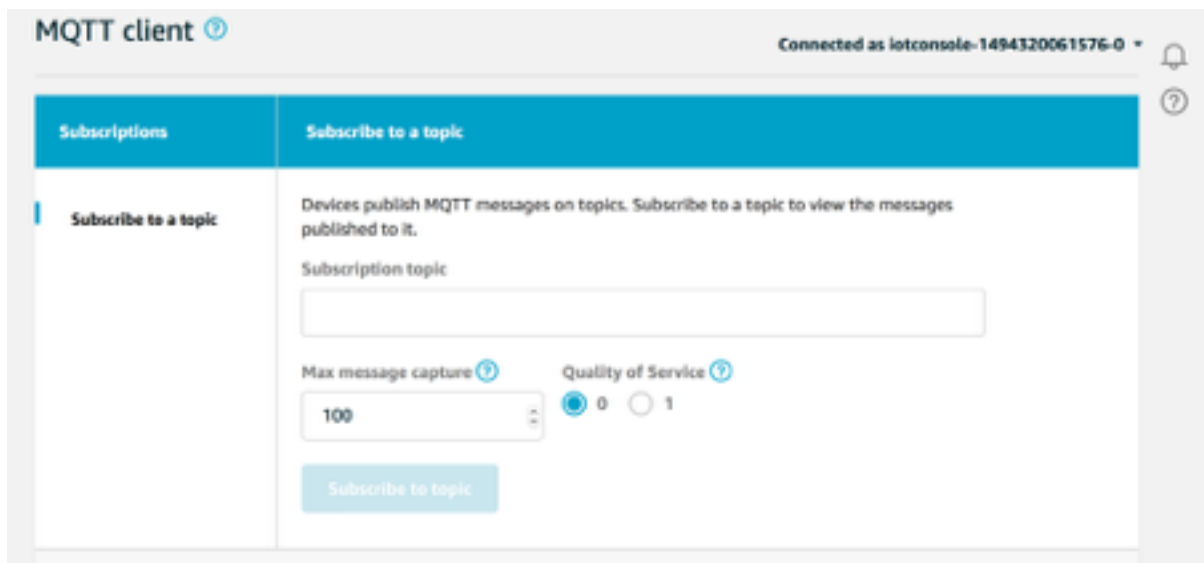 MQTT client
Connected as iotconsole-1494320061576-0
Subscriptions
Subscribe to a topic
Subscribe to a topic
Devices publish MQTT messages on topics. Subscribe to a topic to view the messages
published to it.
Subscription topic
Max message capture
Quality of Service
100
0
1
Subscribe to topic